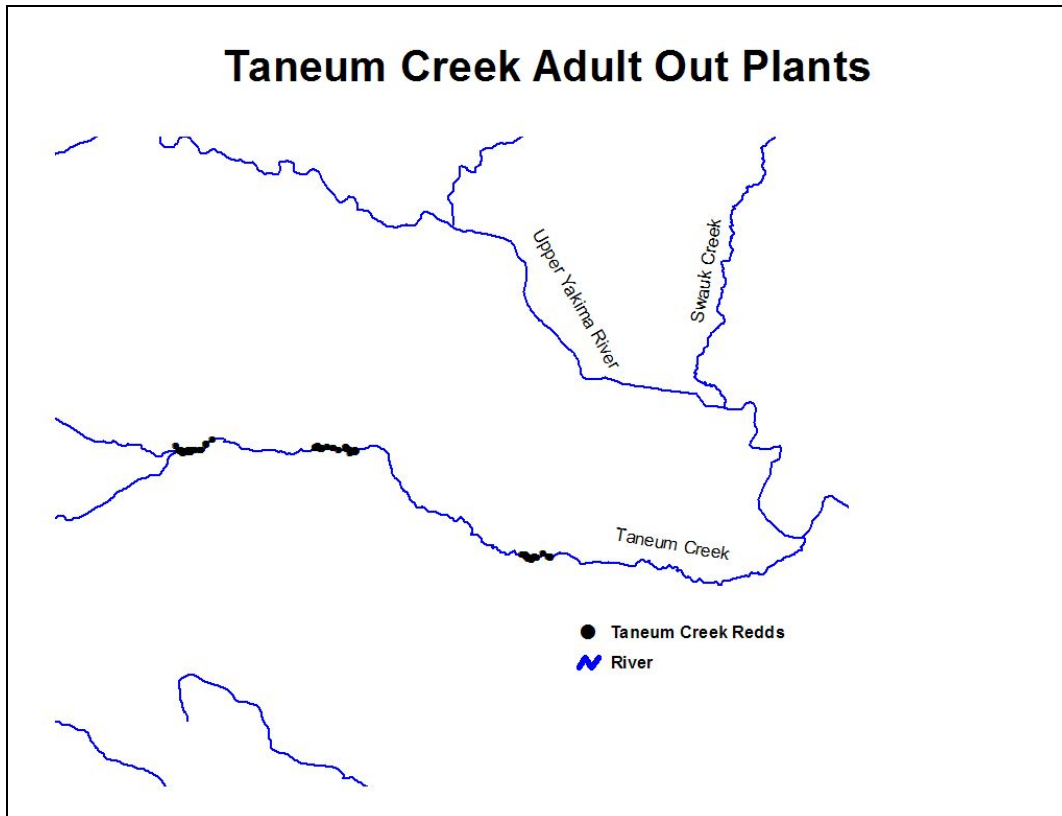 Taneum Creek Adult Out Plants
Upper Yakima River
Swauk Creek
Taneum Creek
Taneum Creek Redds
River